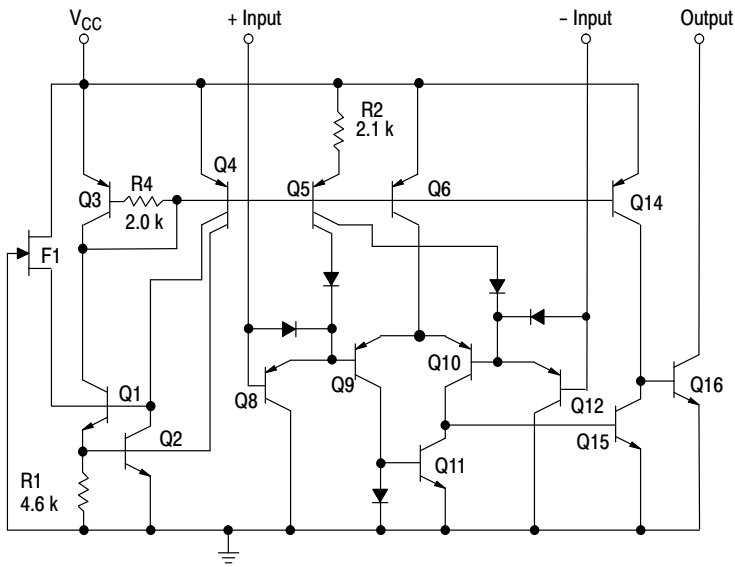 V_CC
+ Input
– Input
Output
R2
2.1 k
Q3
R4
2.0 k
Q4
Q5
Q6
Q14
F1
Q1
Q2
Q8
Q9
Q10
Q12
Q16
Q15
Q11
R1
4.6 k